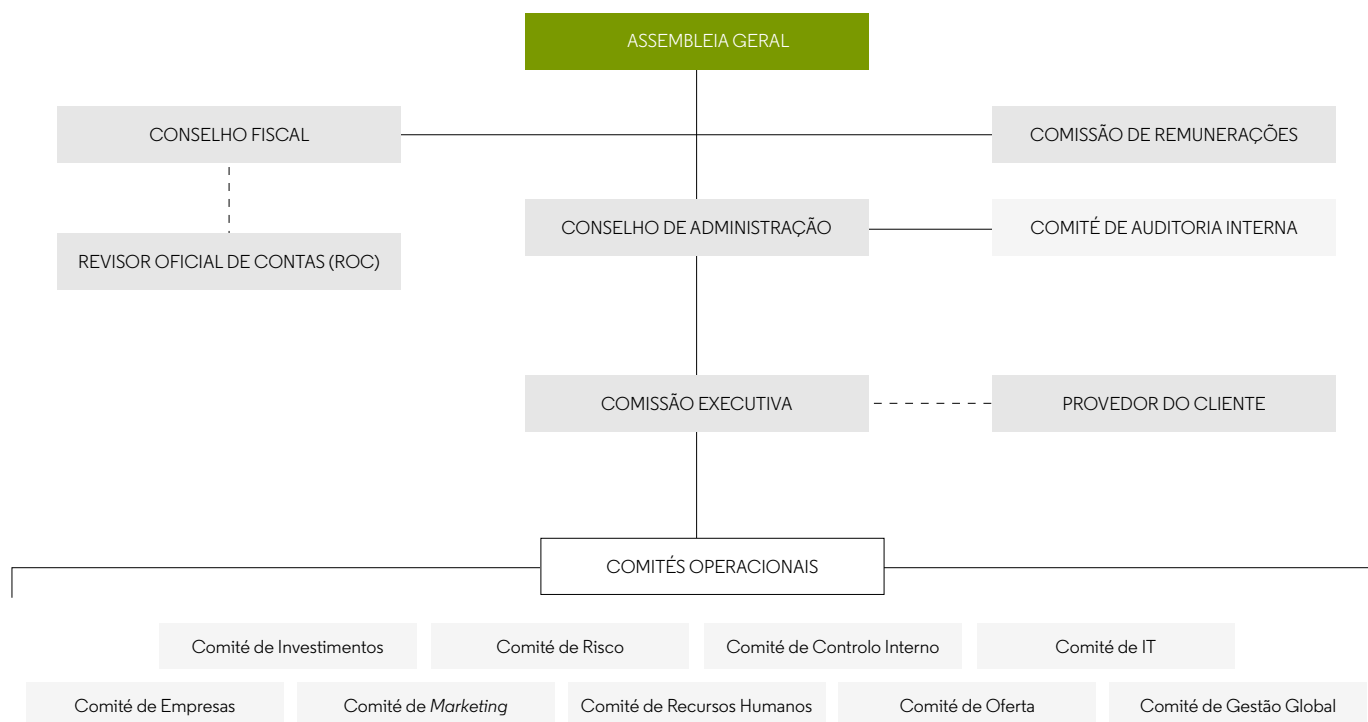 ASSEMBLEIA GERAL
CONSELHO FISCAL
COMISSÃO DE REMUNERAÇÕES
CONSELHO DE ADMINISTRAÇÃO
COMITÉ DE AUDITORIA INTERNA
REVISOR OFICIAL DE CONTAS (ROC)
COMISSÃO EXECUTIVA
PROVEDOR DO CLIENTE
COMITÉS OPERACIONAIS
Comité de Investimentos
Comité de Risco
Comité de Controlo Interno
Comité de IT
Comité de Empresas
Comité de Marketing
Comité de Recursos Humanos
Comité de Oferta
Comité de Gestão Global